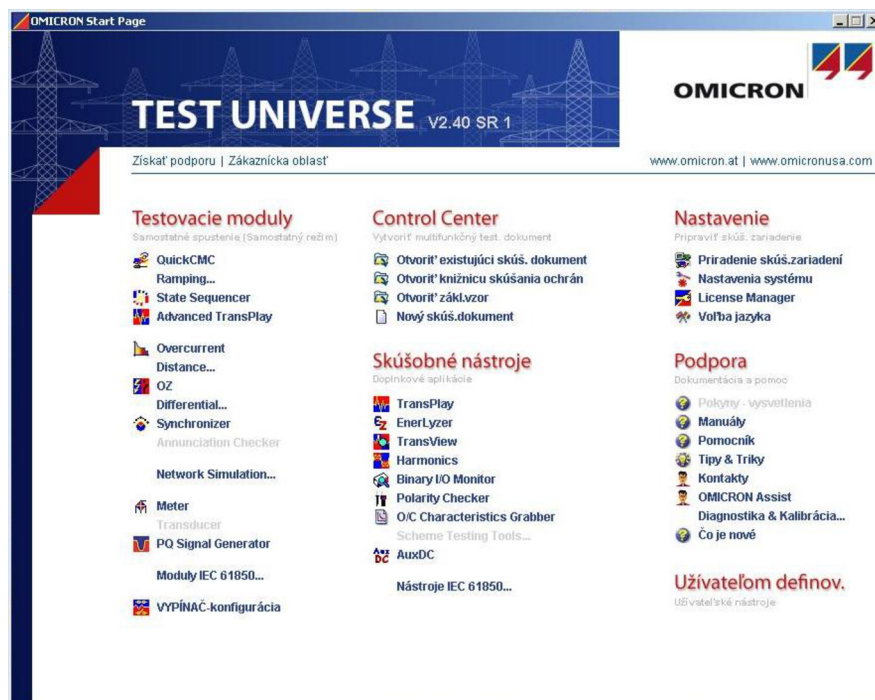 OMICRON Start Page
TEST UNIVERSE V2.40 SR 1
OMICRON
Získať podporu | Zákaznícka oblasť
www.omicron.at | www.omicronusa.com
Testovacie moduly
Samostatné spustenie (Samostatný režim)
QuickCMC
Ramping...
State Sequencer
Advanced TransPlay
Overcurrent
Distance...
OZ
Differential...
Synchronizer
Annunciation Checker
Network Simulation...
Meter
Transducer
PQ Signal Generator
Moduly IEC 61850...
VYPÍNAČ-konfigurácia
Control Center
Vytvoriť multifunkčný test. dokument
Otvoriť existujúci skúš. dokument
Otvoriť knižnicu skúšania ochrán
Otvoriť zákl.vzor
Nový skúš.dokument
Skúšobné nástroje
Doplnkové aplikácie
TransPlay
EnerLyzer
TransView
Harmonics
Binary I/O Monitor
Polarity Checker
O/C Characteristics Grabber
Scheme Testing Tools...
Aux DC AuxDC
Nástroje IEC 61850...
Nastavenie
Pripraviť skúš. zariadenie
Priradenie skúš.zariadení
Nastavenia systému
License Manager
Voľba jazyka
Podpora
Dokumentácia a pomoc
Pokyny - vysvetlenia
Manuály
Pomocník
Tipy & Triky
Kontakty
OMICRON Assist
Diagnostika & Kalibrácia...
Čo je nové
Užívateľom definov.
Užívateľské nástroje